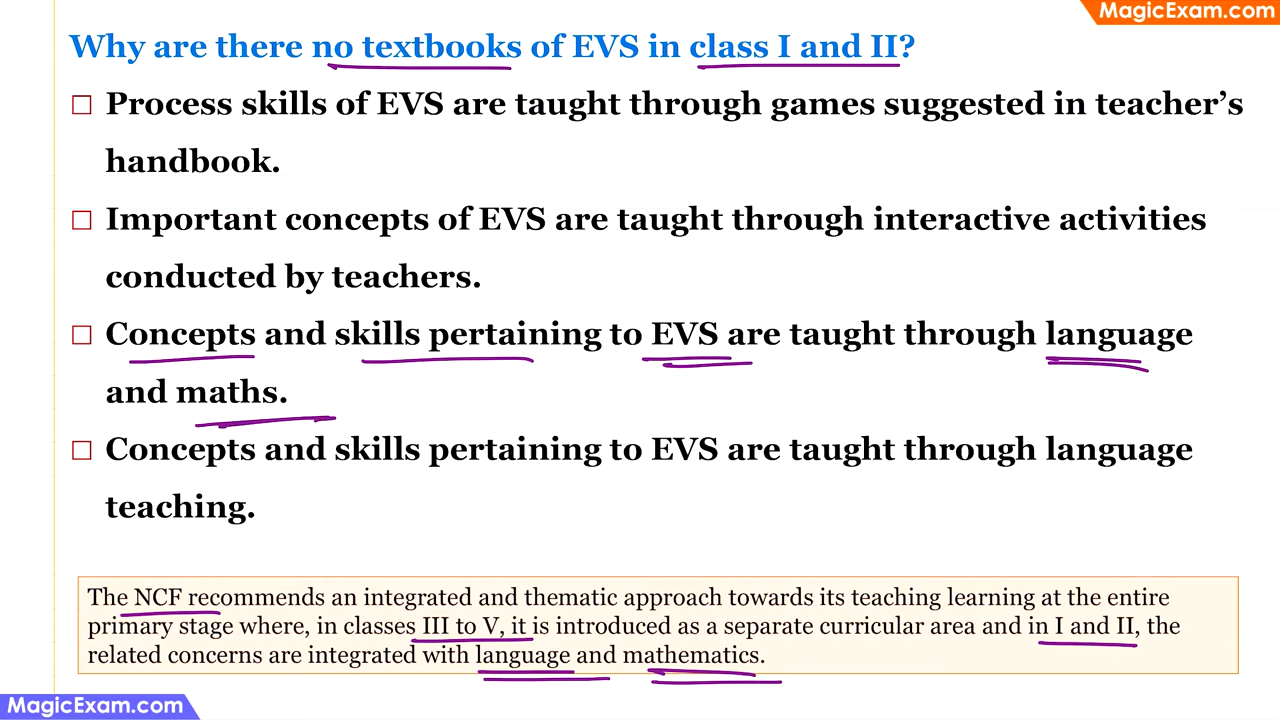 MagicExam.com
Why are there no textbooks of EVS in class I and II?
□ Process skills of EVS are taught through games suggested in teacher’s
handbook.
□ Important concepts of EVS are taught through interactive activities
conducted by teachers.
□ Concepts and skills pertaining to EVS are taught through language
and maths.
□ Concepts and skills pertaining to EVS are taught through language
teaching.
The NCF recommends an integrated and thematic approach towards its teaching learning at the entire
primary stage where, in classes III to V, it is introduced as a separate curricular area and in I and II, the
related concerns are integrated with language and mathematics.
MagicExam.com